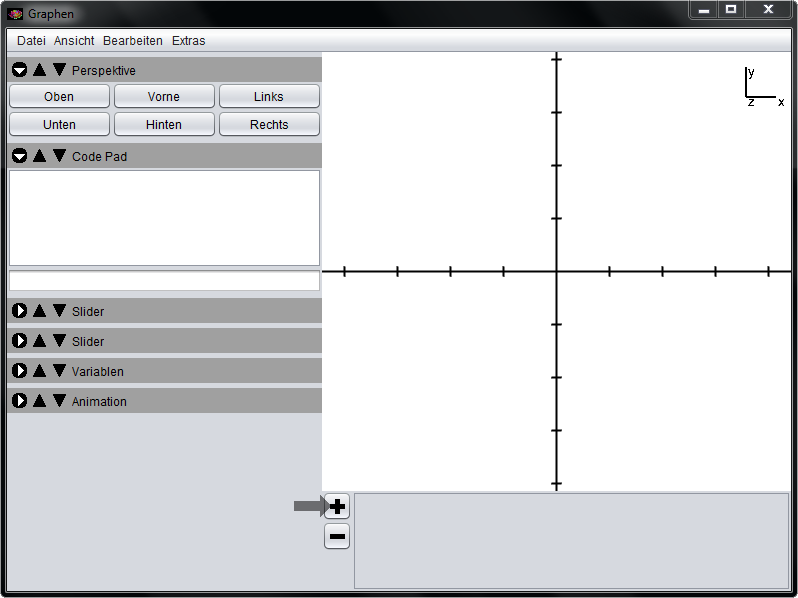 Graphen
Datei Ansicht Bearbeiten Extras
Perspektive
Oben Vorne Links
Unten Hinten Rechts
Code Pad
Slider
Slider
Variablen
Animation
y
z x